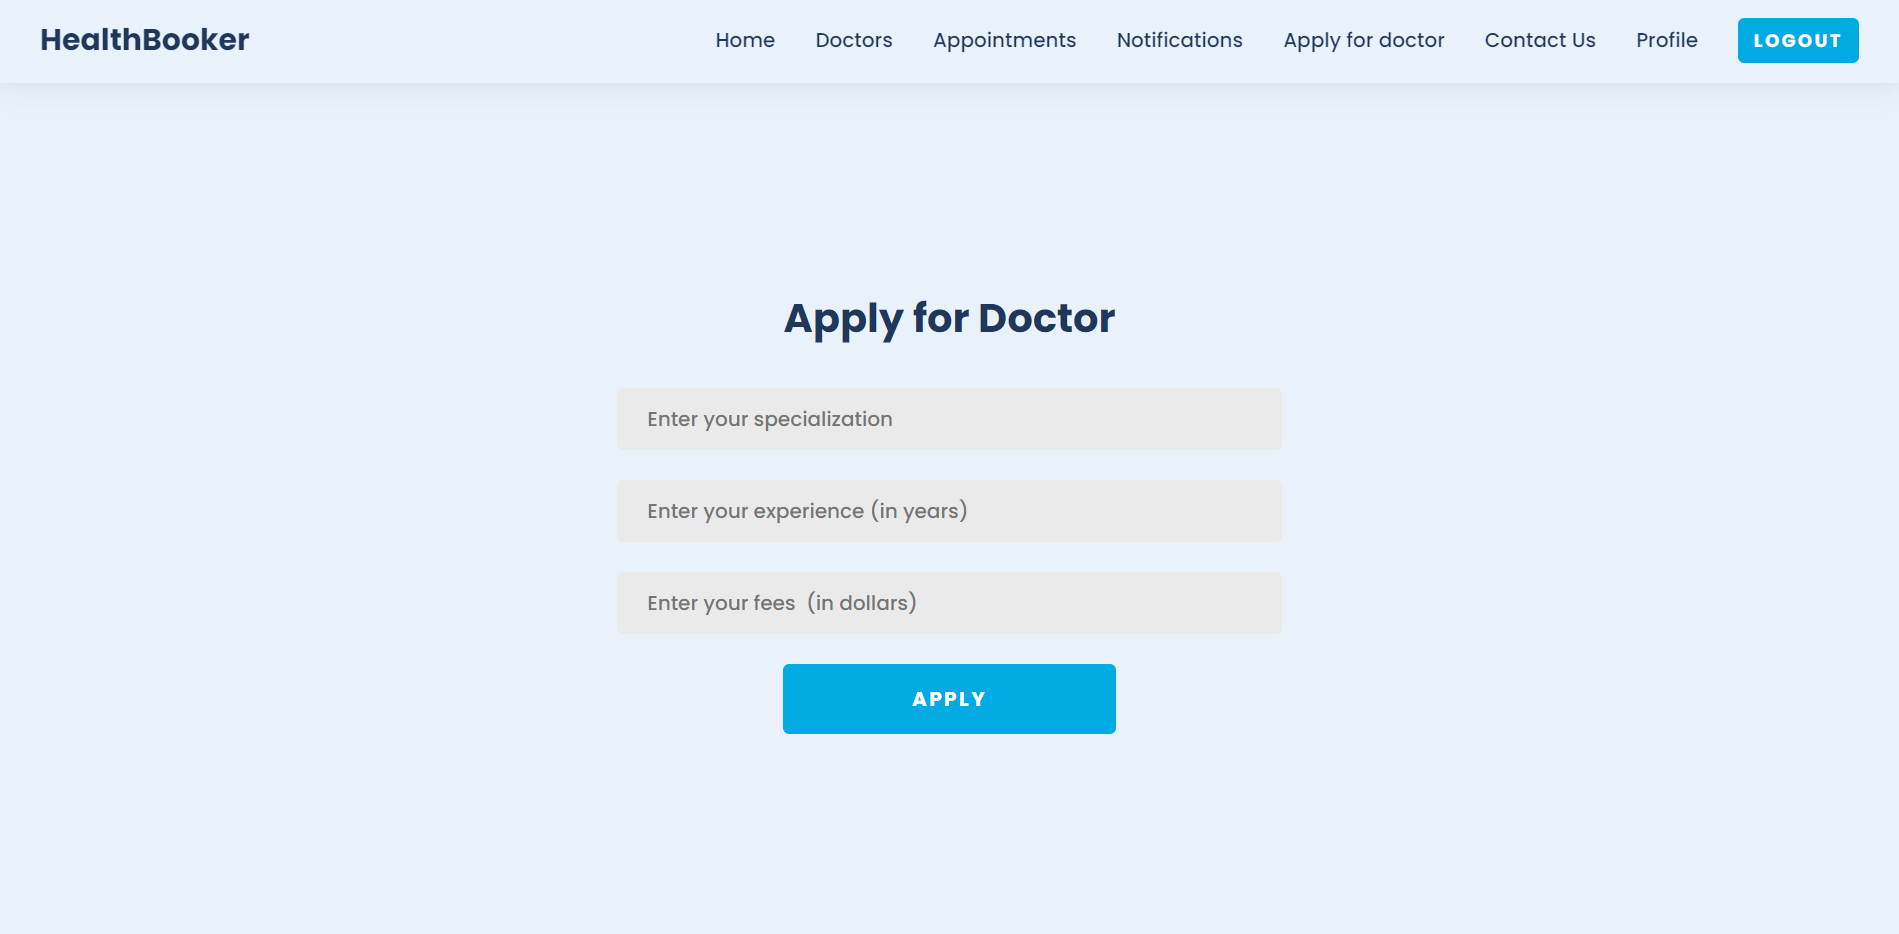 HealthBooker Home Doctors Appointments Notifications Apply for doctor Contact Us Profile LOGOUT
Apply for Doctor
Enter your specialization
Enter your experience (in years)
Enter your fees  (in dollars)
APPLY